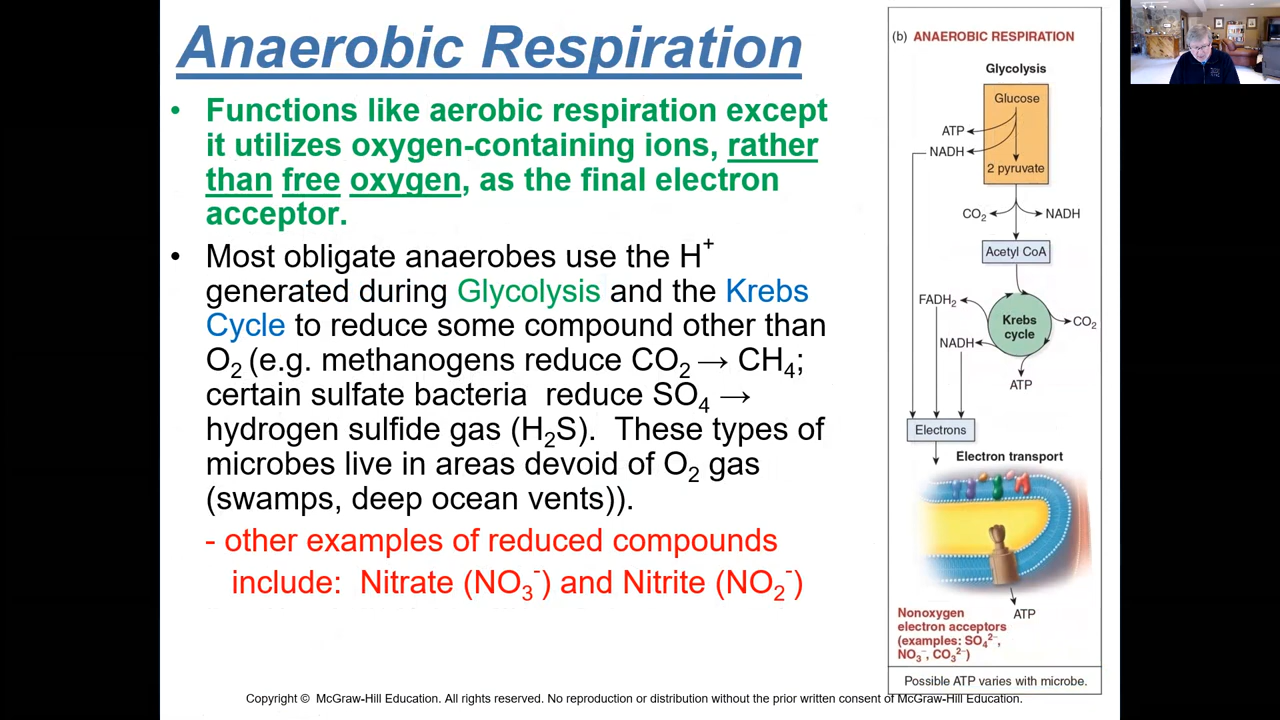 Anaerobic Respiration
• Functions like aerobic respiration except
it utilizes oxygen-containing ions, rather
than free oxygen, as the final electron
acceptor.
• Most obligate anaerobes use the H⁺
generated during Glycolysis and the Krebs
Cycle to reduce some compound other than
O₂ (e.g. methanogens reduce CO₂ → CH₄;
certain sulfate bacteria reduce SO₄ →
hydrogen sulfide gas (H₂S). These types of
microbes live in areas devoid of O₂ gas
(swamps, deep ocean vents)).
- other examples of reduced compounds
include: Nitrate (NO₃⁻) and Nitrite (NO₂⁻)
(b) ANAEROBIC RESPIRATION
Glycolysis
Glucose
ATP
NADH
2 pyruvate
CO₂ NADH
Acetyl CoA
FADH₂
Krebs
cycle
CO₂
NADH
ATP
Electrons
Electron transport
ATP
Nonoxygen
electron acceptors
(examples: SO₄²⁻,
NO₃⁻, CO₃²⁻)
Possible ATP varies with microbe.
Copyright © McGraw-Hill Education. All rights reserved. No reproduction or distribution without the prior written consent of McGraw-Hill Education.